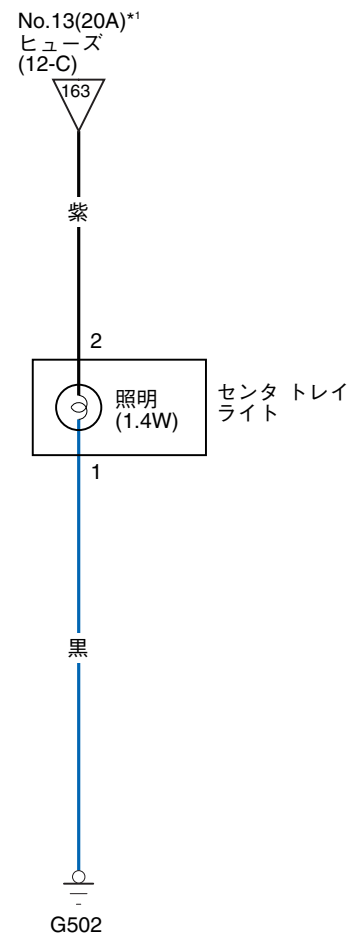 No.13(20A)*1
ヒューズ
(12-C)
163
紫
2
照明
(1.4W)
センタ トレイ
ライト
1
黒
G502